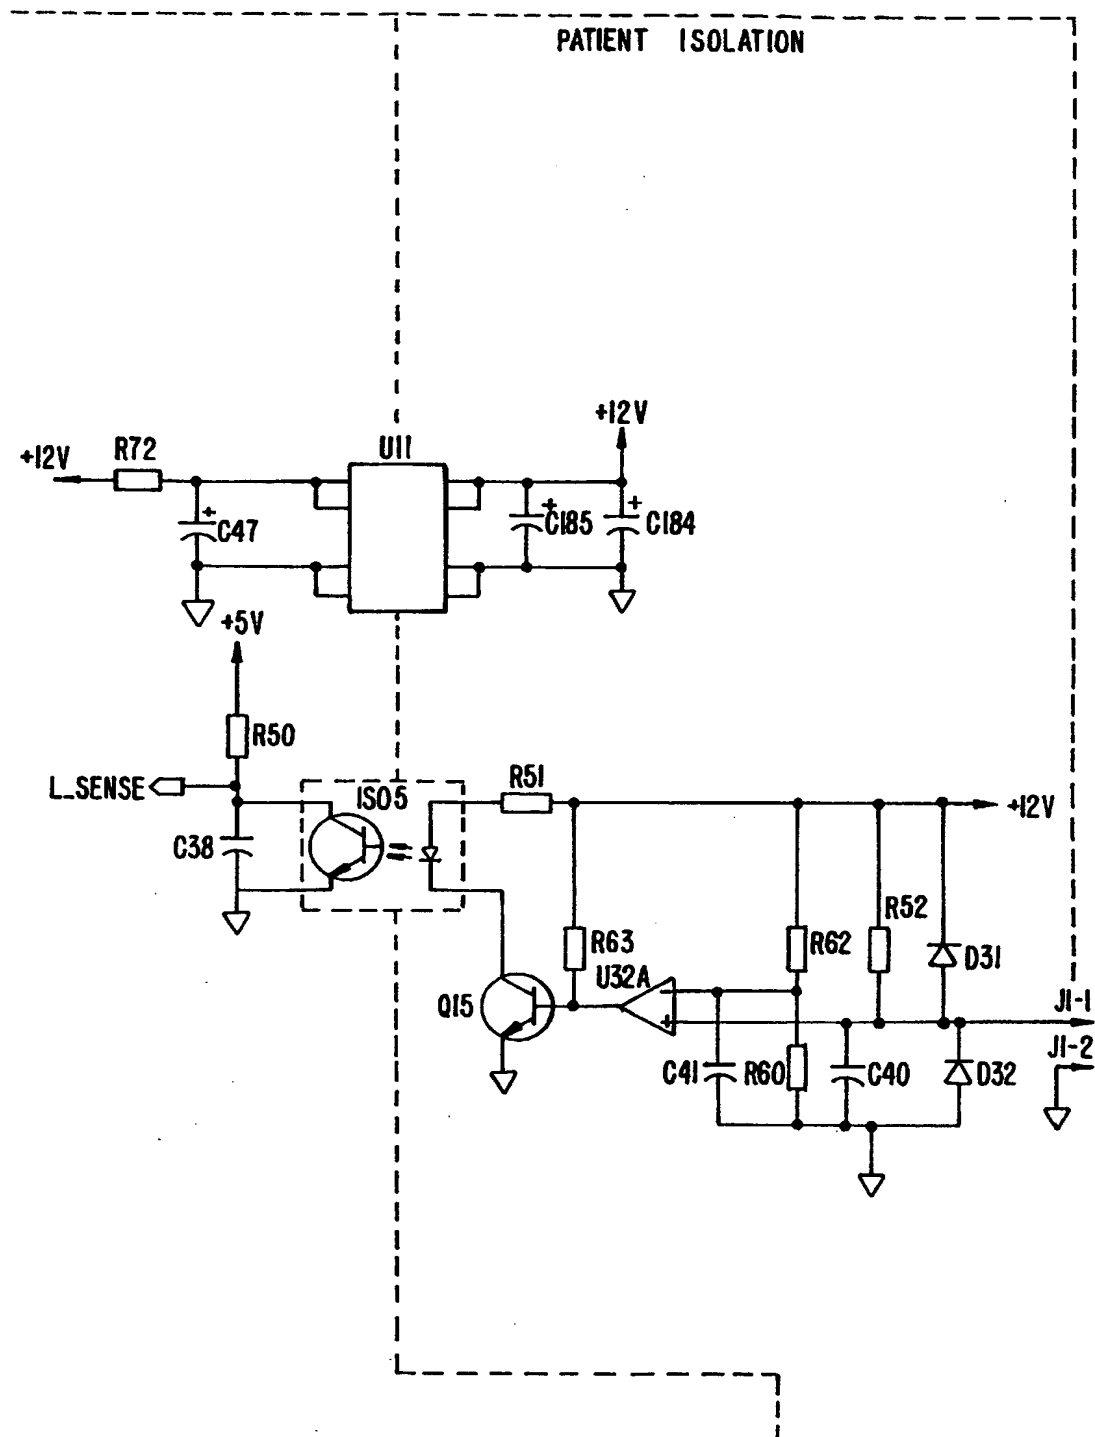 PATIENT ISOLATION
+12V
R72
U11
+12V
+
C47
+
C185
+
C184
+5V
R50
L_SENSE
ISO5
R51
+12V
C38
R52
R63
R62
D31
U32A
Q15
-
+
J1-1
J1-2
C41
R60
C40
D32